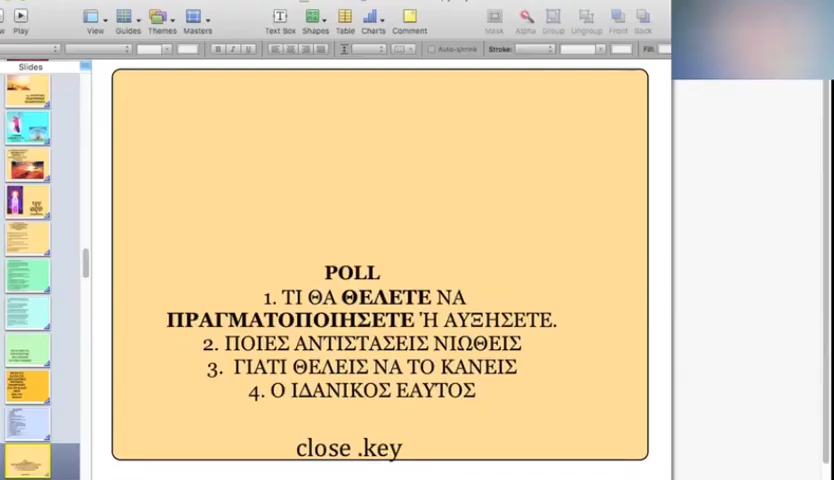 Play
View
Guides
Themes
Masters
Text Box
Shapes
Table
Charts
Comment
Mask
Alpha
Group
Ungroup
Front
Back
B I U
Auto-shrink
Stroke:
Fill:
Slides
POLL
1. ΤΙ ΘΑ ΘΕΛΕΤΕ ΝΑ
ΠΡΑΓΜΑΤΟΠΟΙΗΣΕΤΕ Ή ΑΥΞΗΣΕΤΕ.
2. ΠΟΙΕΣ ΑΝΤΙΣΤΑΣΕΙΣ ΝΙΩΘΕΙΣ
3. ΓΙΑΤΙ ΘΕΛΕΙΣ ΝΑ ΤΟ ΚΑΝΕΙΣ
4. Ο ΙΔΑΝΙΚΟΣ ΕΑΥΤΟΣ
close .key